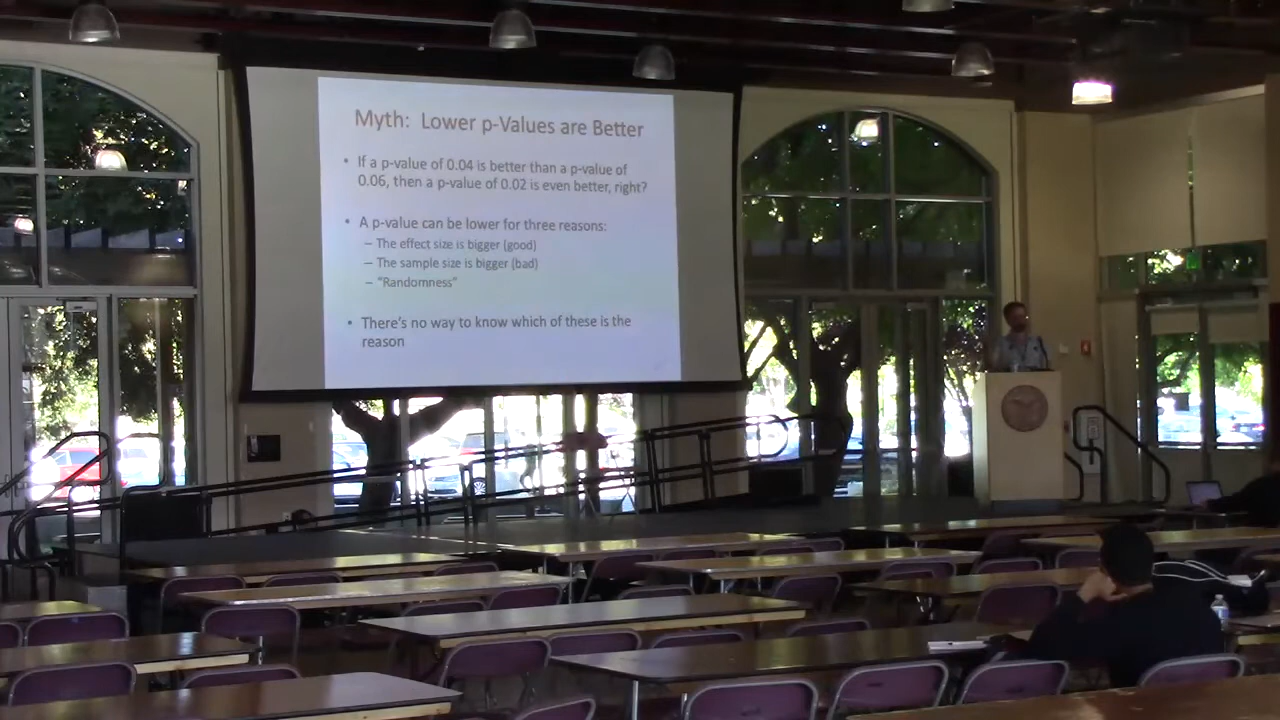 Myth: Lower p-Values are Better
• If a p-value of 0.04 is better than a p-value of
0.06, then a p-value of 0.02 is even better, right?
• A p-value can be lower for three reasons:
– The effect size is bigger (good)
– The sample size is bigger (bad)
– "Randomness"
• There's no way to know which of these is the
reason